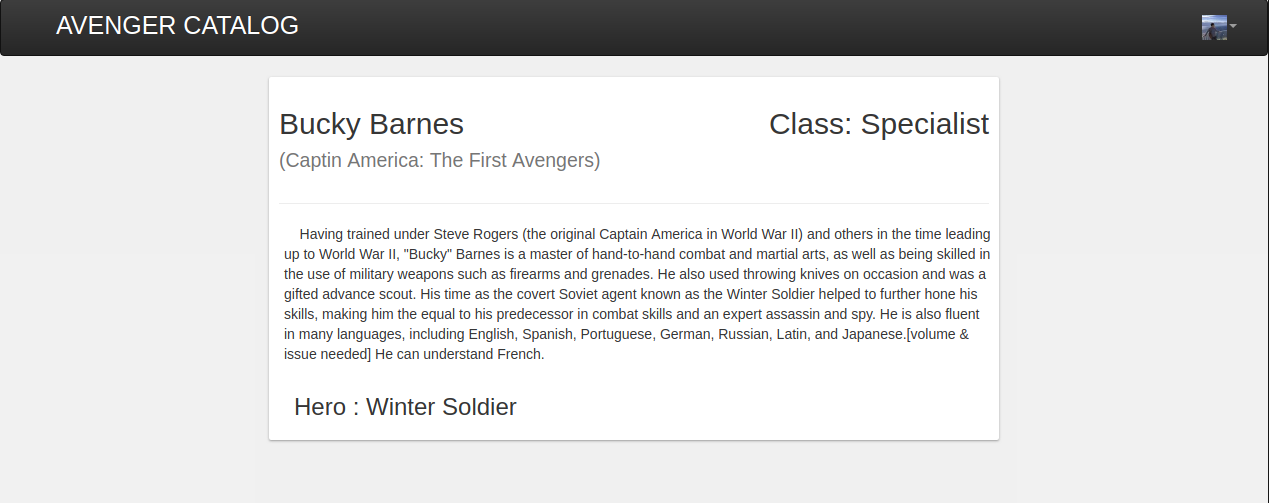 AVENGER CATALOG
Bucky Barnes
Class: Specialist
(Captin America: The First Avengers)
Having trained under Steve Rogers (the original Captain America in World War II) and others in the time leading
up to World War II, "Bucky" Barnes is a master of hand-to-hand combat and martial arts, as well as being skilled in
the use of military weapons such as firearms and grenades. He also used throwing knives on occasion and was a
gifted advance scout. His time as the covert Soviet agent known as the Winter Soldier helped to further hone his
skills, making him the equal to his predecessor in combat skills and an expert assassin and spy. He is also fluent
in many languages, including English, Spanish, Portuguese, German, Russian, Latin, and Japanese.[volume &
issue needed] He can understand French.
Hero : Winter Soldier